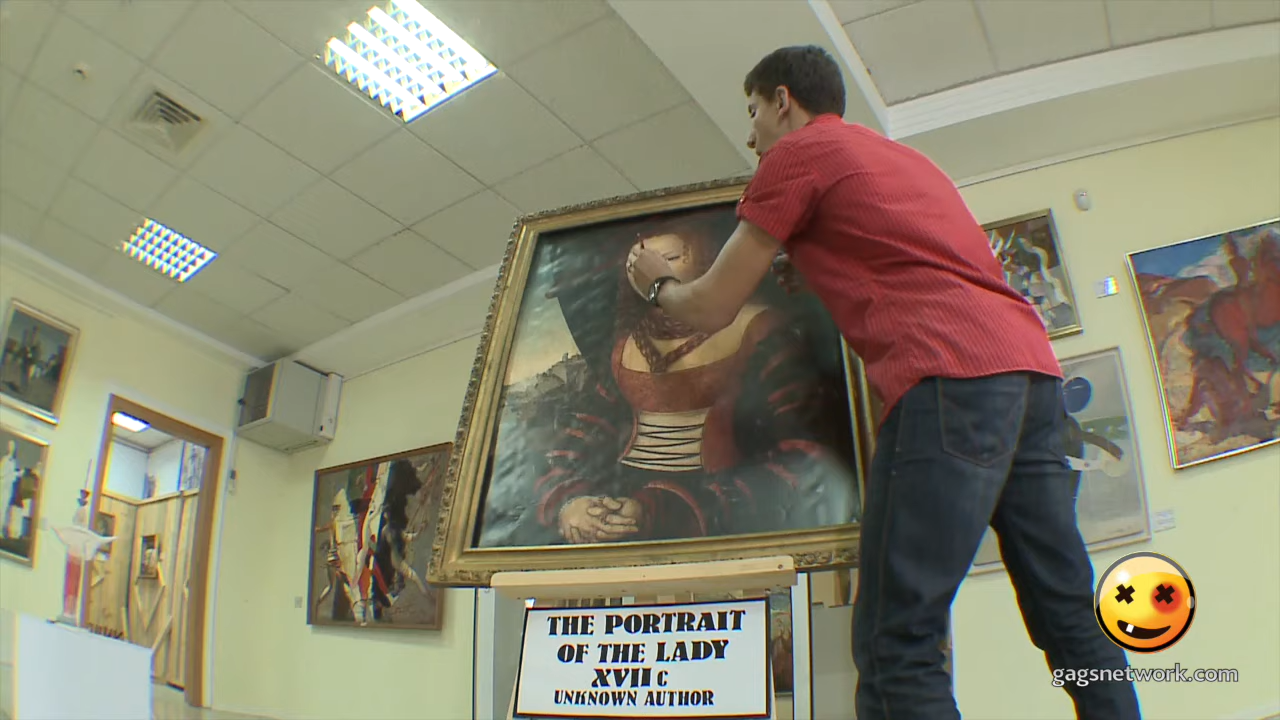 THE PORTRAIT
OF THE LADY
XVII C
UNKNOWN AUTHOR
gagsnetwork.com